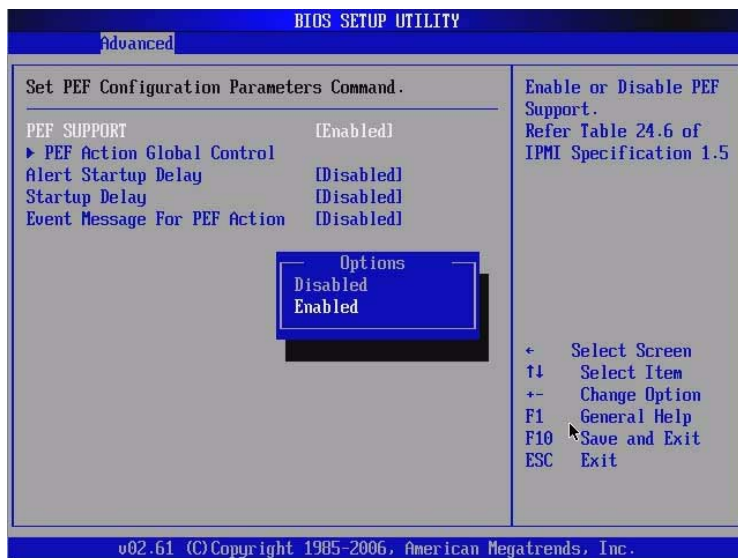 BIOS SETUP UTILITY
Advanced
Set PEF Configuration Parameters Command.
PEF SUPPORT [Enabled]
▶ PEF Action Global Control
Alert Startup Delay [Disabled]
Startup Delay [Disabled]
Event Message For PEF Action [Disabled]
Options
Disabled
Enabled
Enable or Disable PEF
Support.
Refer Table 24.6 of
IPMI Specification 1.5
← Select Screen
↑↓ Select Item
+- Change Option
F1 General Help
F10 Save and Exit
ESC Exit
v02.61 (C)Copyright 1985-2006, American Megatrends, Inc.